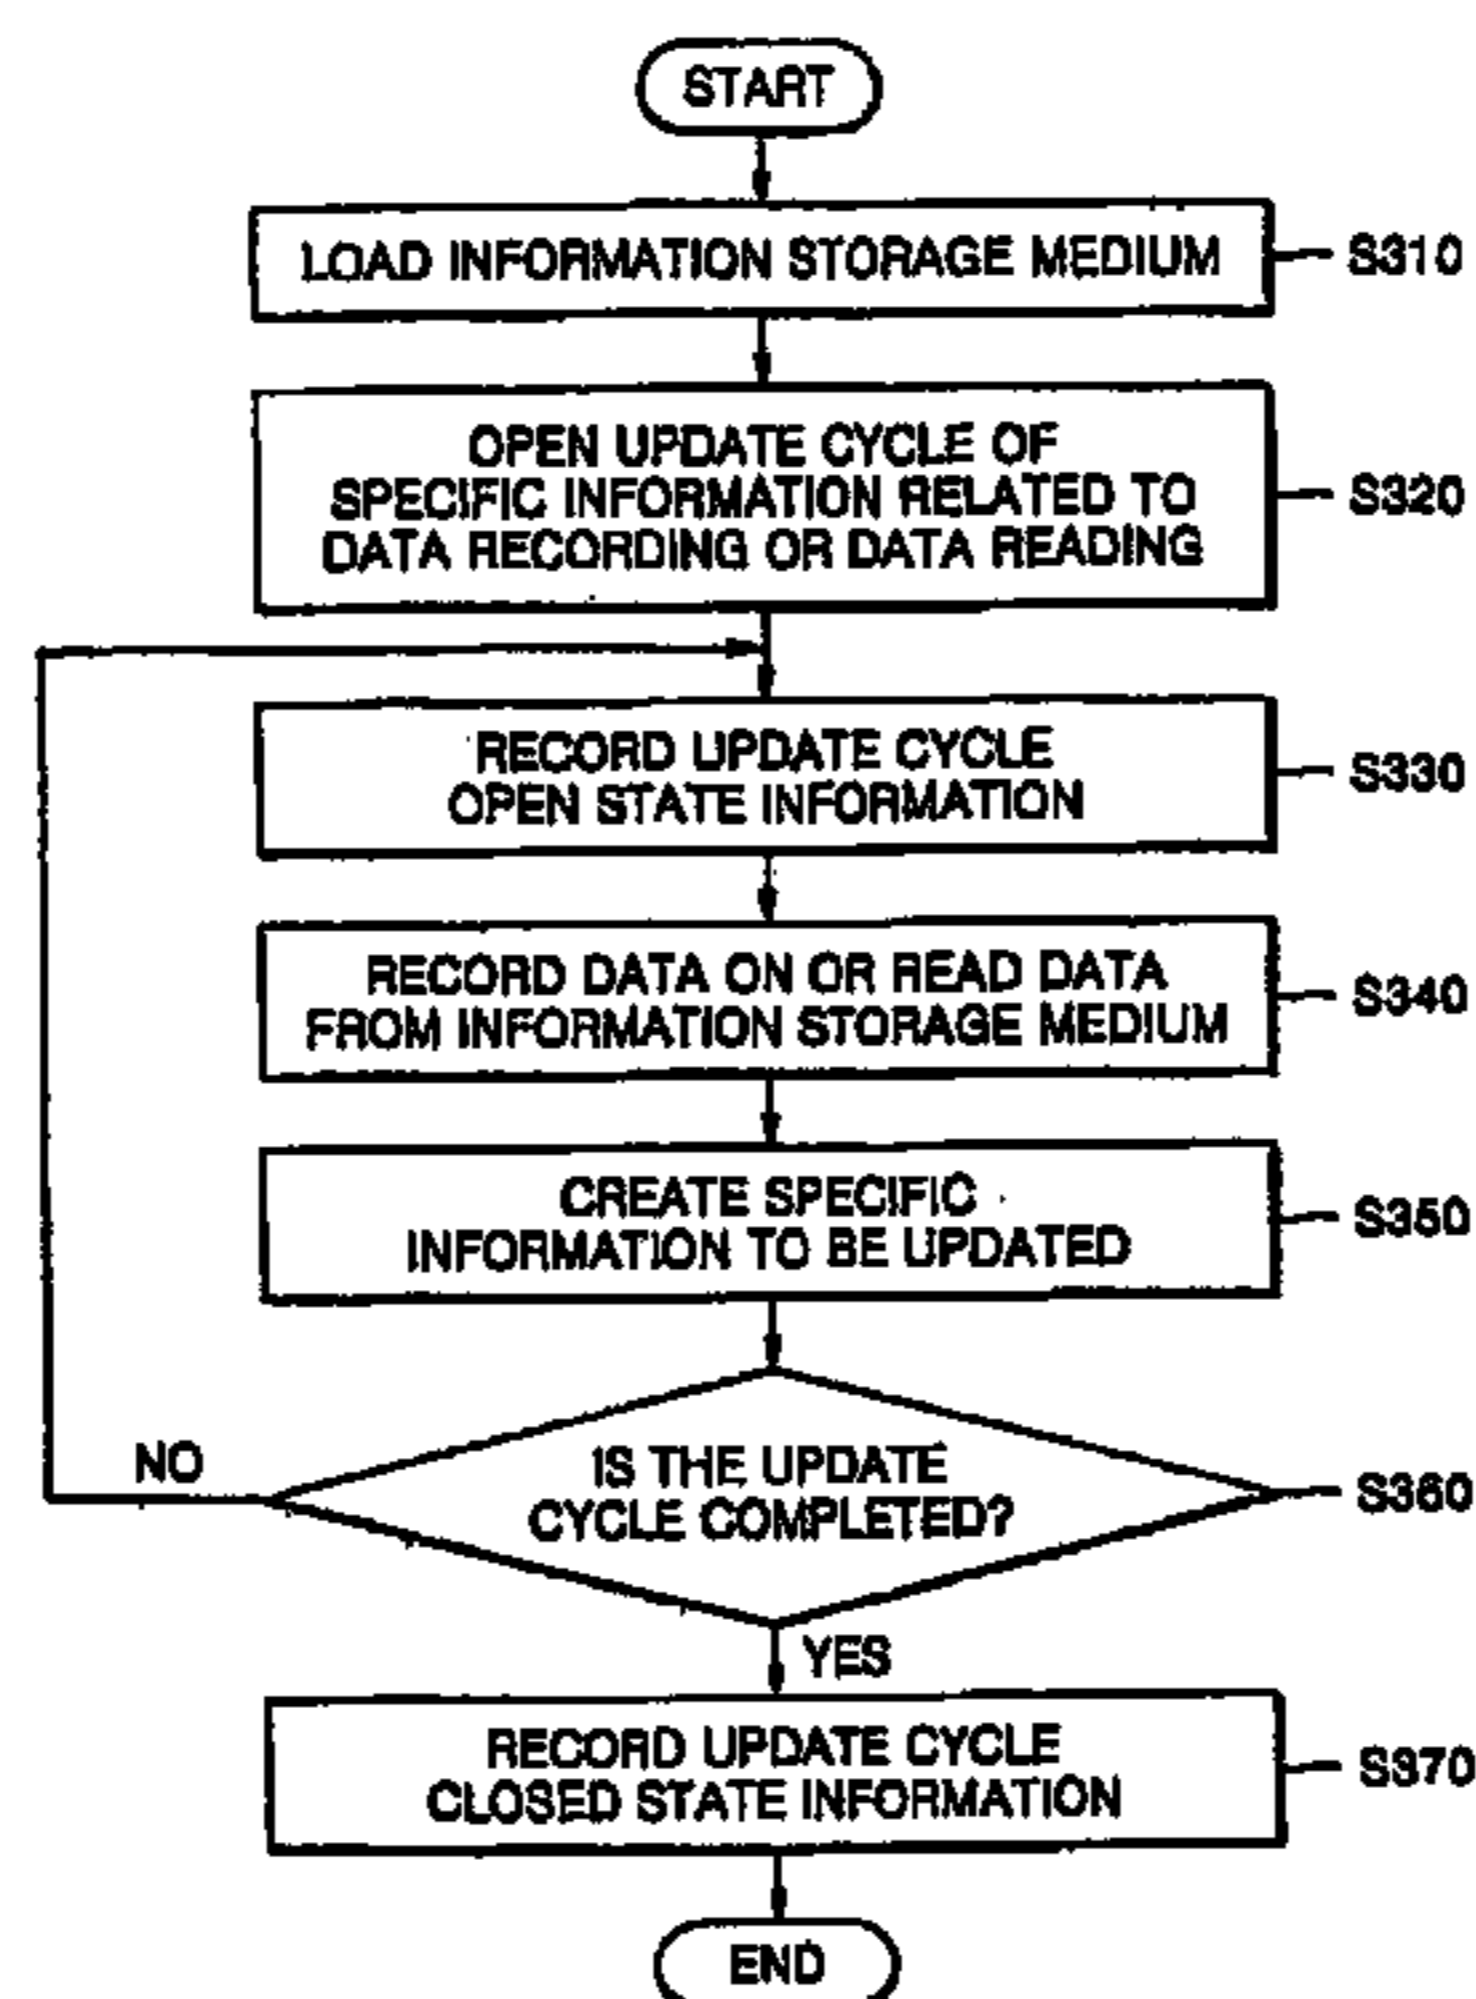 START
LOAD INFORMATION STORAGE MEDIUM
S310
OPEN UPDATE CYCLE OF
SPECIFIC INFORMATION RELATED TO
DATA RECORDING OR DATA READING
S320
RECORD UPDATE CYCLE
OPEN STATE INFORMATION
S330
RECORD DATA ON OR READ DATA
FROM INFORMATION STORAGE MEDIUM
S340
CREATE SPECIFIC
INFORMATION TO BE UPDATED
S350
NO
IS THE UPDATE
CYCLE COMPLETED?
S360
YES
RECORD UPDATE CYCLE
CLOSED STATE INFORMATION
S370
END